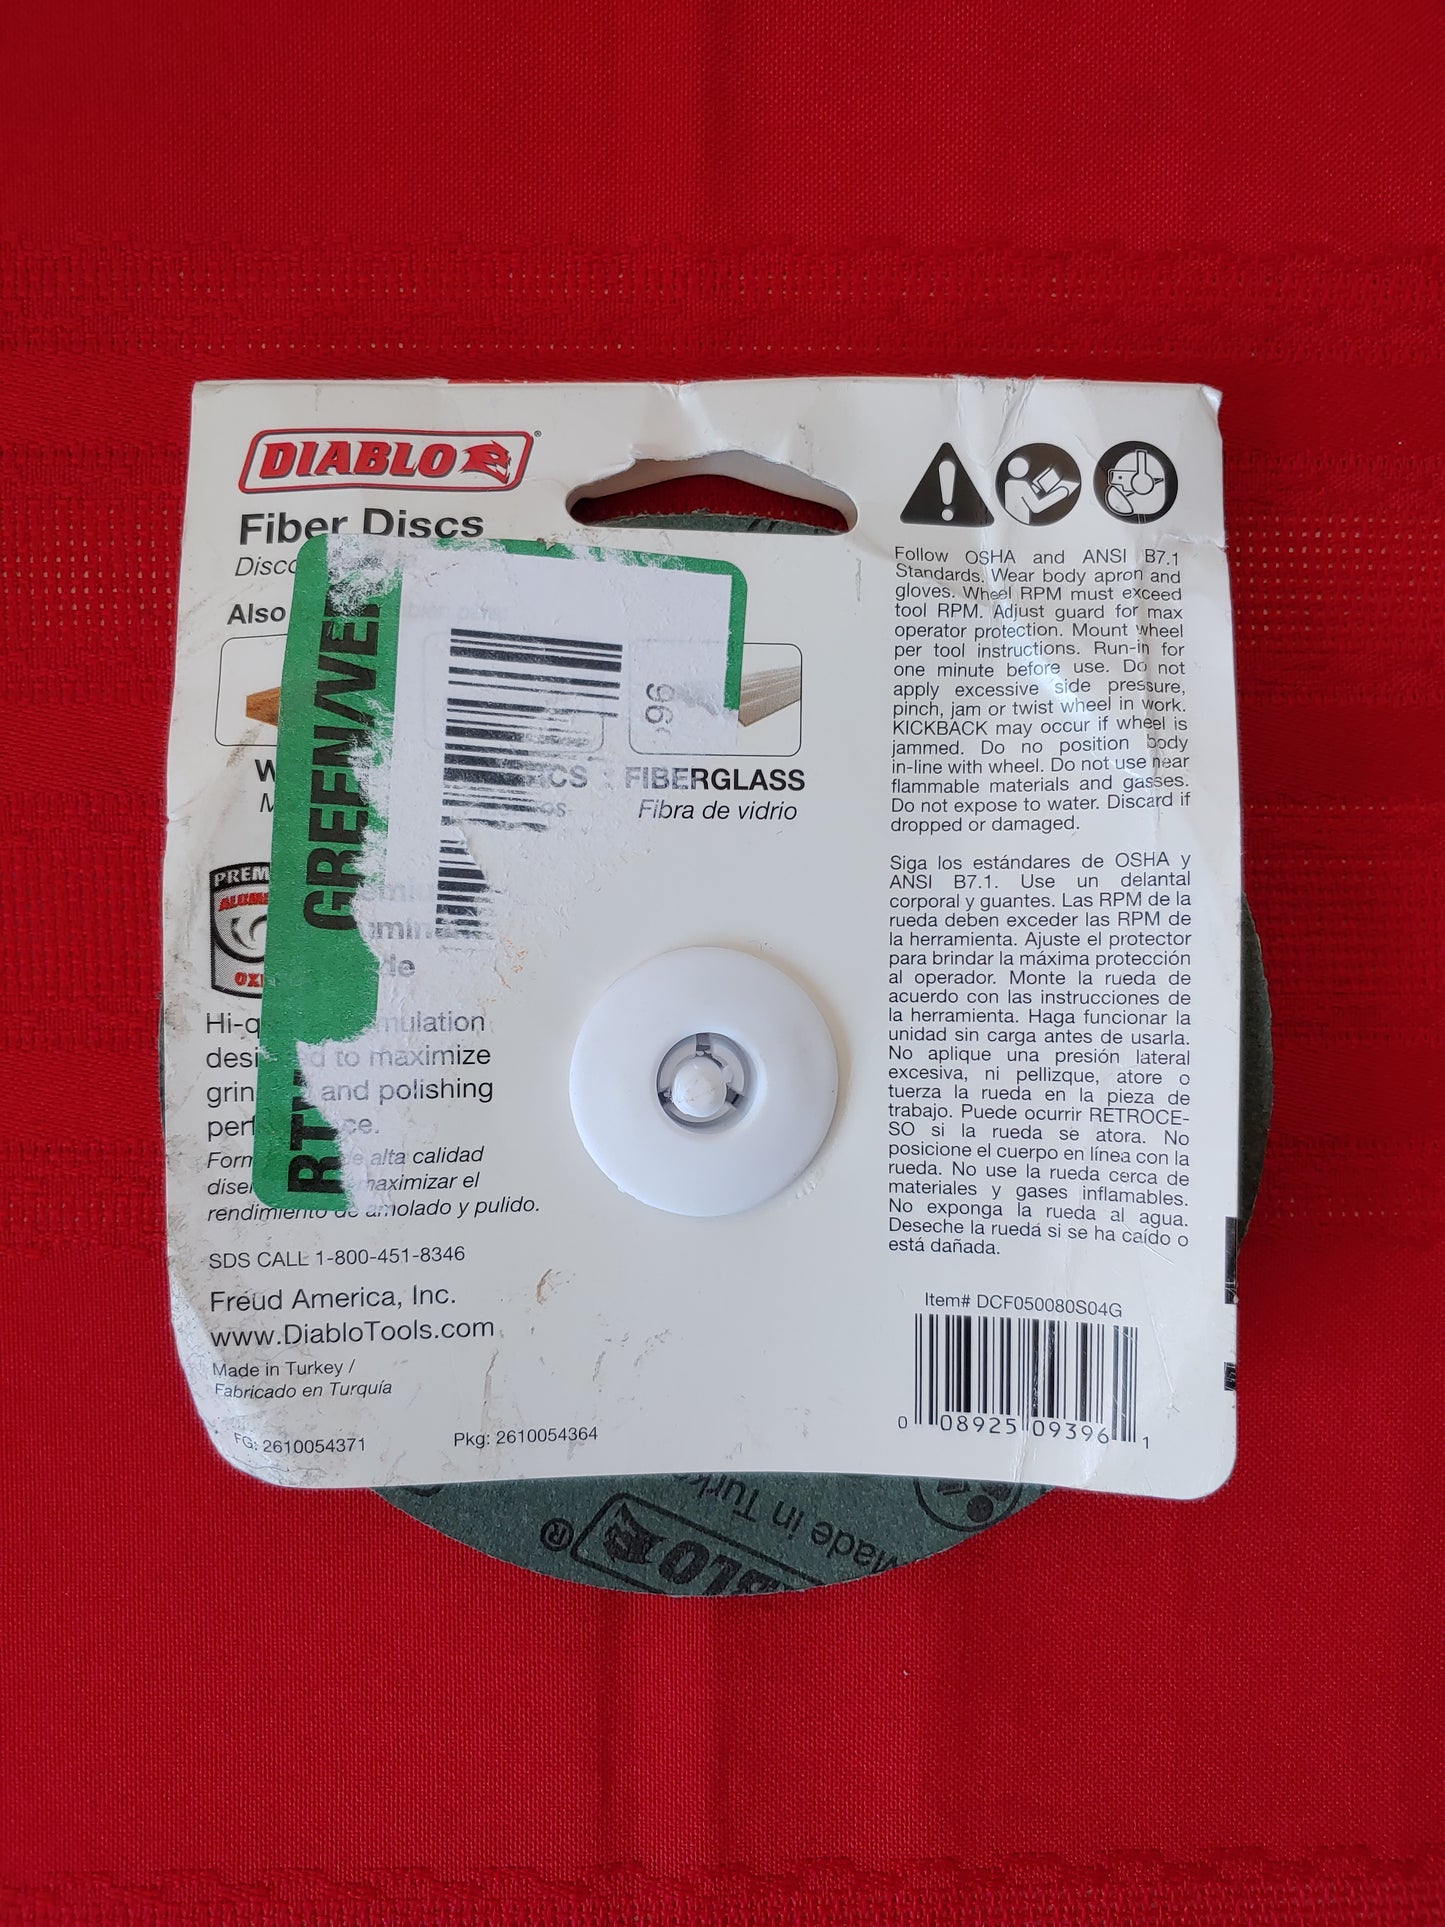 DIABLO
Fiber Discs
Also
FIBERGLASS
Fibra de vidrio
GREEN
RT
96
OXI
Hi-q mulation
desi d to maximize
grin and polishing
perf ce.
Form de alta calidad
diseñ maximizar el
rendimiento de amolado y pulido.
SDS CALL 1-800-451-8346
Freud America, Inc.
www.DiabloTools.com
Made in Turkey /
Fabricado en Turquía
FG: 2610054371
Pkg: 2610054364
Follow OSHA and ANSI B7.1
Standards. Wear body apron and
gloves. Wheel RPM must exceed
tool RPM. Adjust guard for max
operator protection. Mount wheel
per tool instructions. Run-in for
one minute before use. Do not
apply excessive side pressure,
pinch, jam or twist wheel in work.
KICKBACK may occur if wheel is
jammed. Do no position body
in-line with wheel. Do not use near
flammable materials and gasses.
Do not expose to water. Discard if
dropped or damaged.
Siga los estándares de OSHA y
ANSI B7.1. Use un delantal
corporal y guantes. Las RPM de la
rueda deben exceder las RPM de
la herramienta. Ajuste el protector
para brindar la máxima protección
al operador. Monte la rueda de
acuerdo con las instrucciones de
la herramienta. Haga funcionar la
unidad sin carga antes de usarla.
No aplique una presión lateral
excesiva, ni pellizque, atore o
tuerza la rueda en la pieza de
trabajo. Puede ocurrir RETROCE-
SO si la rueda se atora. No
posicione el cuerpo en línea con la
rueda. No use la rueda cerca de
materiales y gases inflamables.
No exponga la rueda al agua.
Deseche la rueda si se ha caído o
está dañada.
Item# DCF050080S04G
0 08925 09396 1
Made in Turk
BLO